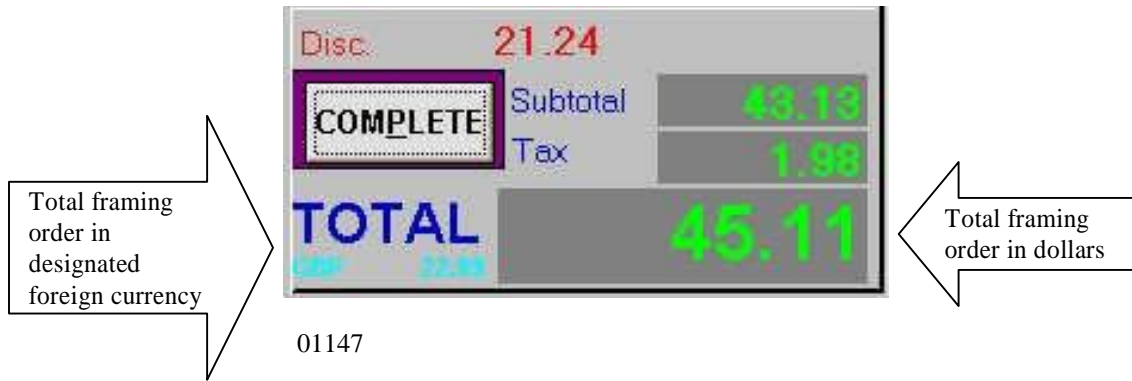 Disc. 21.24
COMPLETE
Subtotal 43.13
Tax 1.98
TOTAL 45.11
GBP
Total framing
order in
designated
foreign currency
Total framing
order in dollars
01147